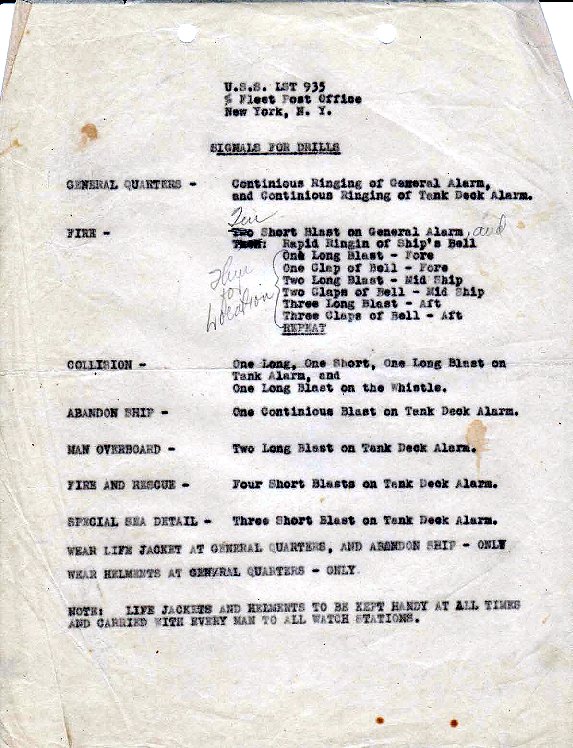 U.S.S. LST 935
% Fleet Post Office
New York, N. Y.
SIGNALS FOR DRILLS
GENERAL QUARTERS - Continious Ringing of General Alarm,
and Continious Ringing of Tank Deck Alarm.
Ten
FIRE - Two Short Blast on General Alarm, and
Then: Rapid Ringin of Ship's Bell
One Long Blast - Fore
One Clap of Bell - Fore
Two Long Blast - Mid Ship
Two Claps of Bell - Mid Ship
Three Long Blast - Aft
Three Claps of Bell - Aft
REPEAT
Then
for
Location
COLLISION - One Long, One Short, One Long Blast on
Tank Alarm, and
One Long Blast on the Whistle.
ABANDON SHIP - One Continious Blast on Tank Deck Alarm.
MAN OVERBOARD - Two Long Blast on Tank Deck Alarm.
FIRE AND RESCUE - Four Short Blasts on Tank Deck Alarm.
SPECIAL SEA DETAIL - Three Short Blast on Tank Deck Alarm.
WEAR LIFE JACKET AT GENERAL QUARTERS, AND ABANDON SHIP - ONLY
WEAR HELMENTS AT GENERAL QUARTERS - ONLY.
NOTE: LIFE JACKETS AND HELMENTS TO BE KEPT HANDY AT ALL TIMES
AND CARRIED WITH EVERY MAN TO ALL WATCH STATIONS.